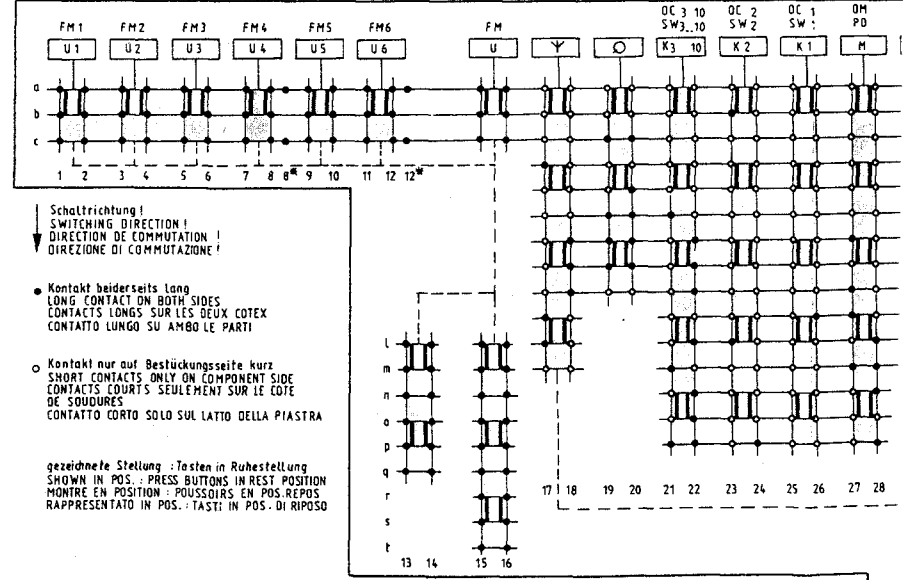 OC 3 10 OC 2 OC 1 OM
FM1 FM2 FM3 FM4 FM5 FM6 FM SW3..10 SW2 SW1 PO
U1 U2 U3 U4 U5 U6 U K3 10 K2 K1 M
a
b
c
1 2 3 4 5 6 7 8 8* 9 10 11 12 12*
Schaltrichtung!
SWITCHING DIRECTION!
DIRECTION DE COMMUTATION !
DIREZIONE DI COMMUTAZIONE!
Kontakt beiderseits lang
LONG CONTACT ON BOTH SIDES
CONTACTS LONGS SUR LES DEUX COTEX
CONTATTO LUNGO SU AMBO LE PARTI
Kontakt nur auf Bestückungsseite kurz
SHORT CONTACTS ONLY ON COMPONENT SIDE
CONTACTS COURTS SEULEMENT SUR LE COTE
DE SOUDURES
CONTATTO CORTO SOLO SUL LATTO DELLA PIASTRA
gezeichnete Stellung : Tasten in Ruhestellung
SHOWN IN POS. : PRESS BUTTONS IN REST POSITION
MONTRE EN POSITION : POUSSOIRS EN POS.REPOS
RAPPRESENTATO IN POS. : TASTI IN POS. DI RIPOSO
l
m
n
o
p
q
r
s
t
13 14 15 16
17 18 19 20 21 22 23 24 25 26 27 28